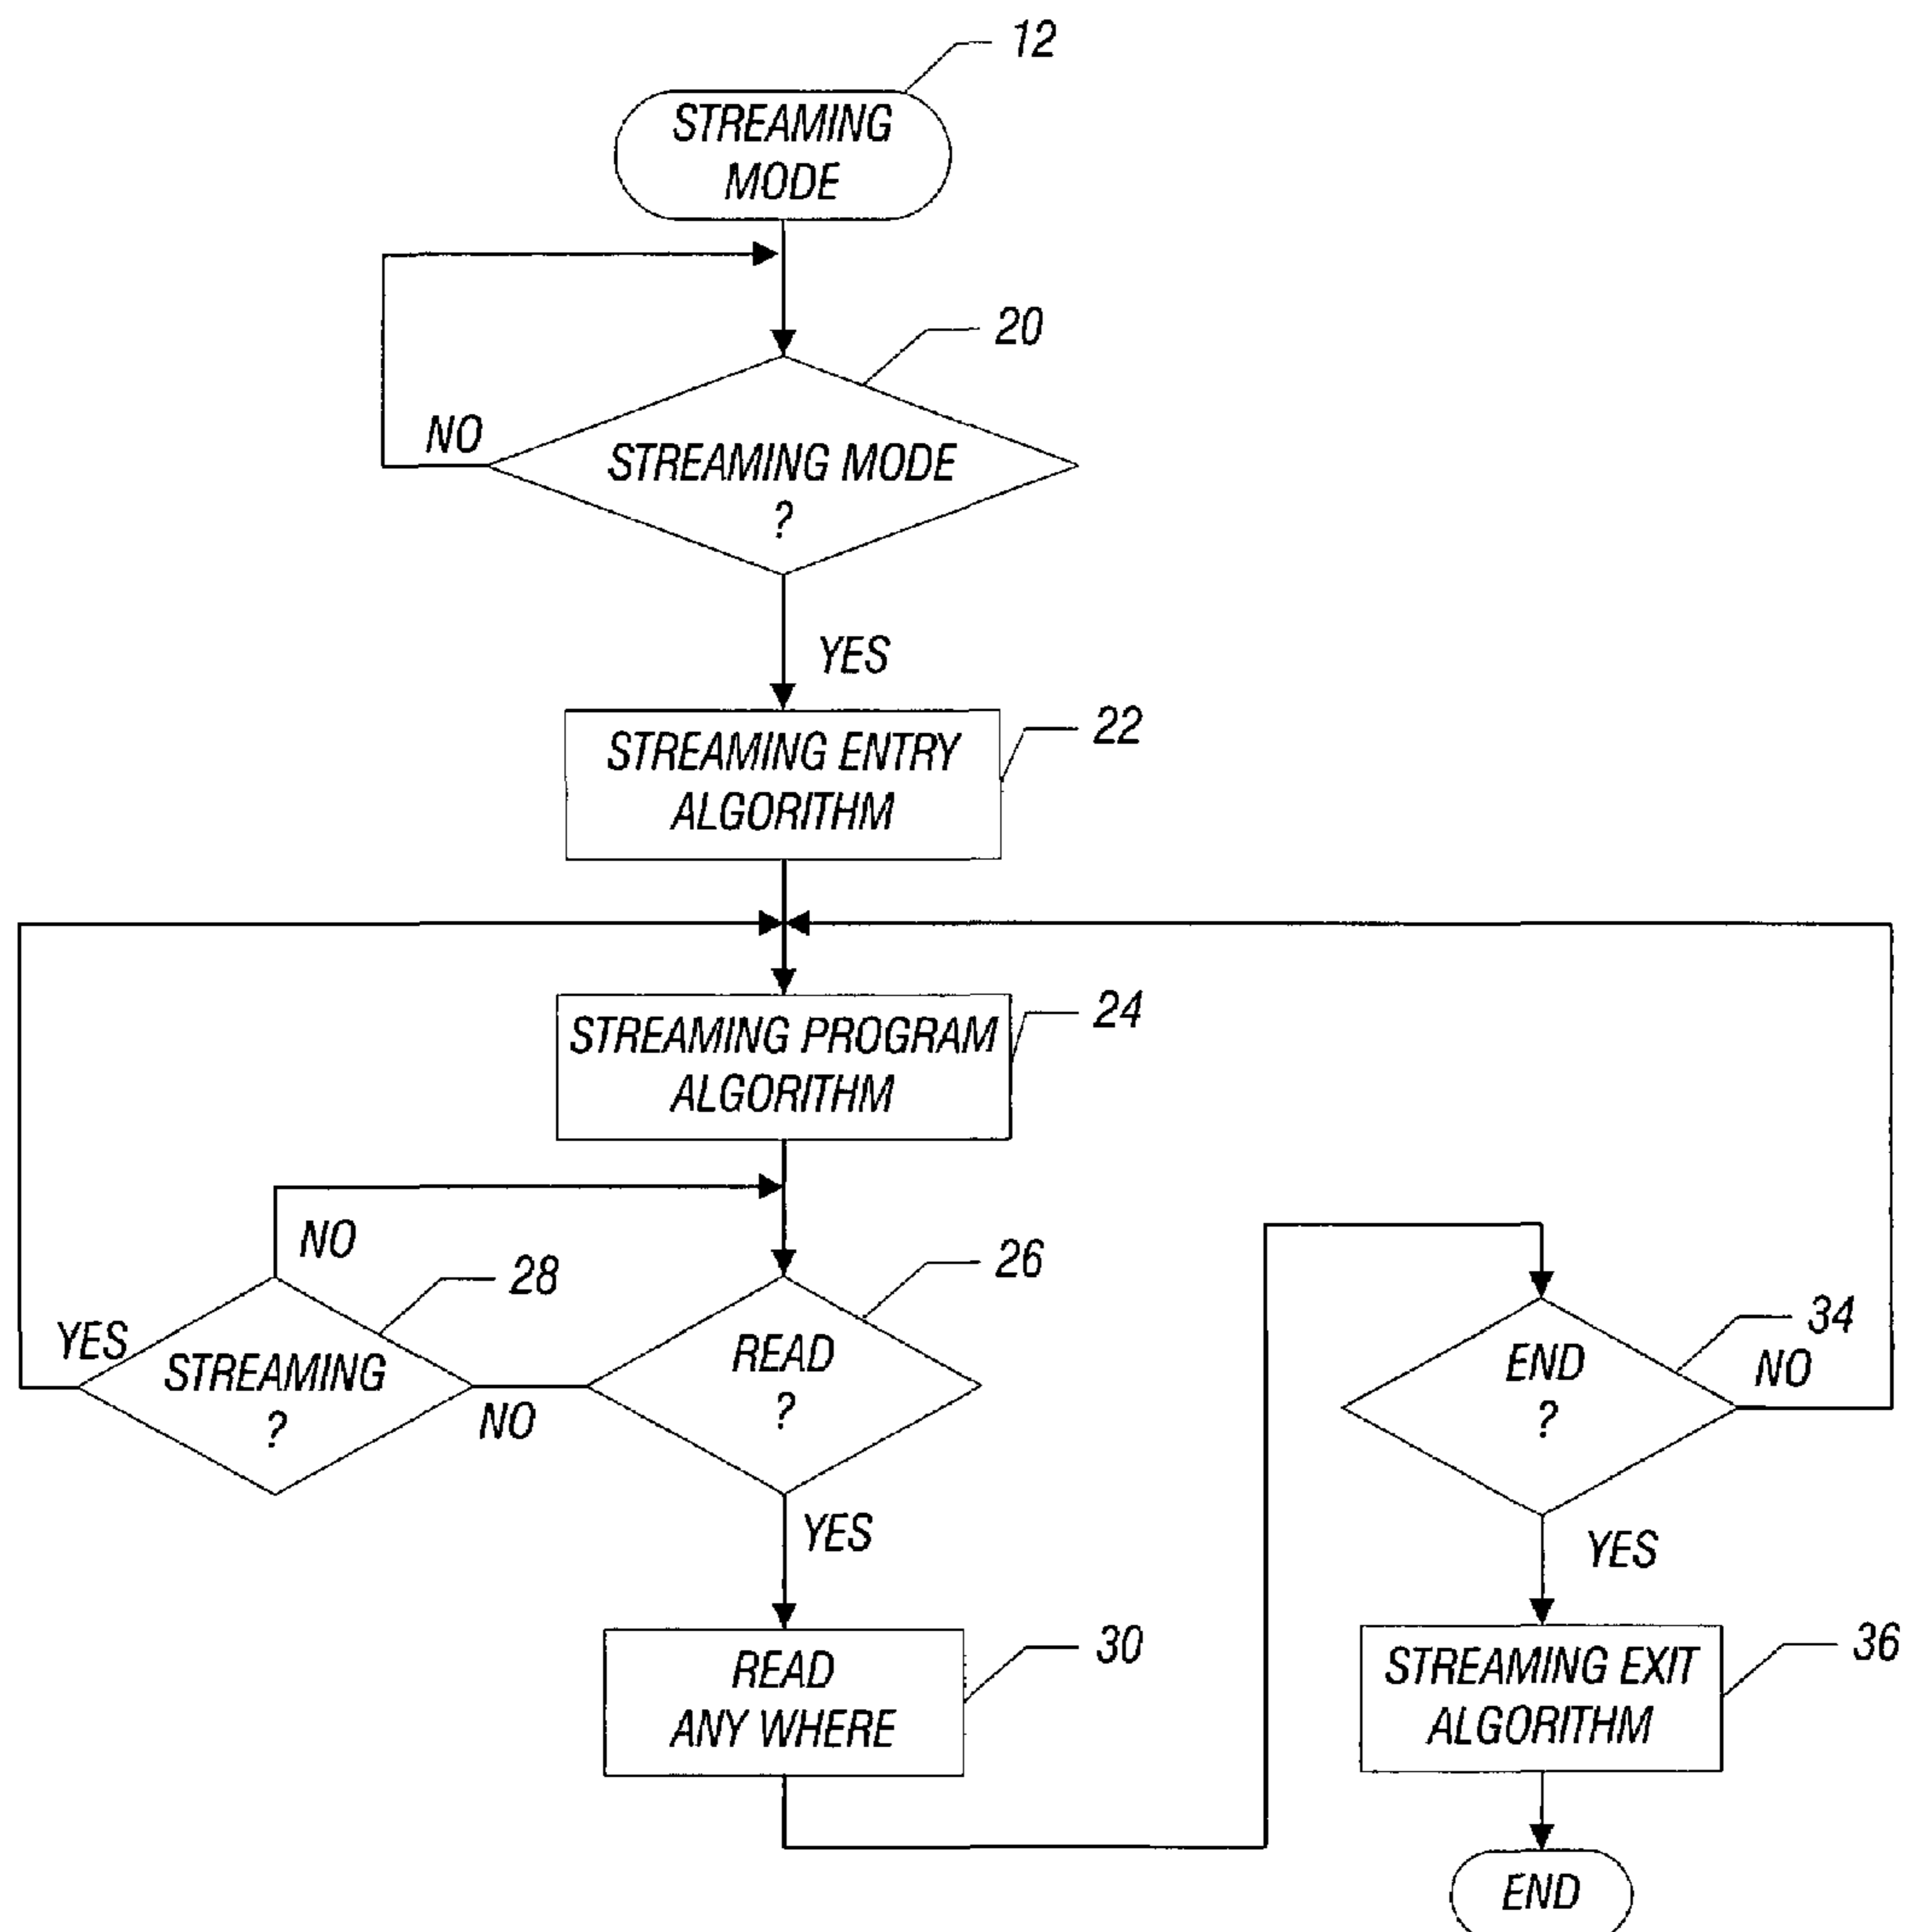 12
STREAMING
MODE
20
NO
STREAMING MODE
?
YES
22
STREAMING ENTRY
ALGORITHM
24
STREAMING PROGRAM
ALGORITHM
NO
28
26
YES
STREAMING
?
NO
READ
?
34
END
?
NO
YES
YES
30
READ
ANY WHERE
36
STREAMING EXIT
ALGORITHM
END